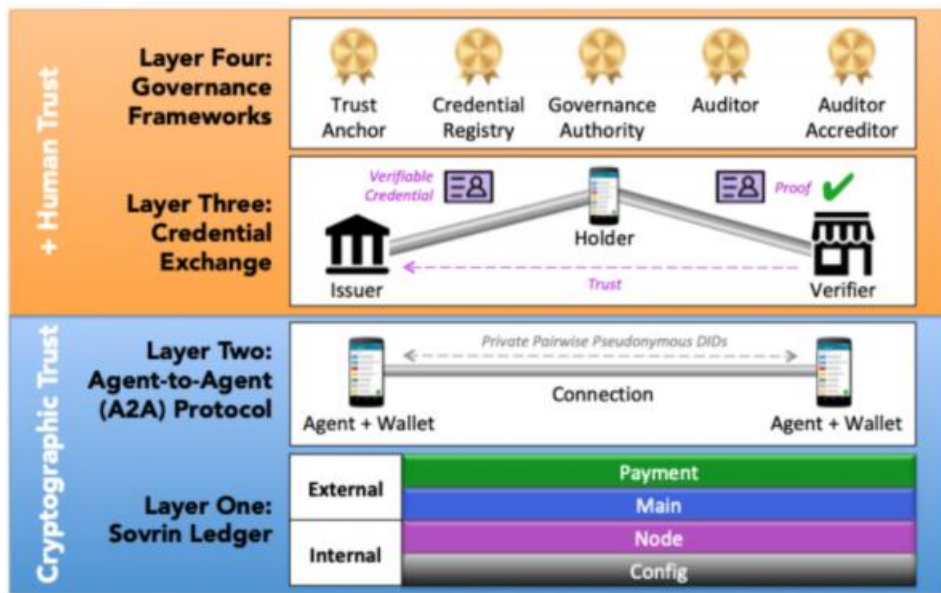 + Human Trust
Layer Four:
Governance
Frameworks
Trust
Anchor
Credential
Registry
Governance
Authority
Auditor
Auditor
Accreditor
Layer Three:
Credential
Exchange
Verifiable
Credential
Proof
Holder
Issuer
Trust
Verifier
Cryptographic Trust
Layer Two:
Agent-to-Agent
(A2A) Protocol
Private Pairwise Pseudonymous DIDs
Connection
Agent + Wallet
Agent + Wallet
Layer One:
Sovrin Ledger
External
Payment
Main
Internal
Node
Config